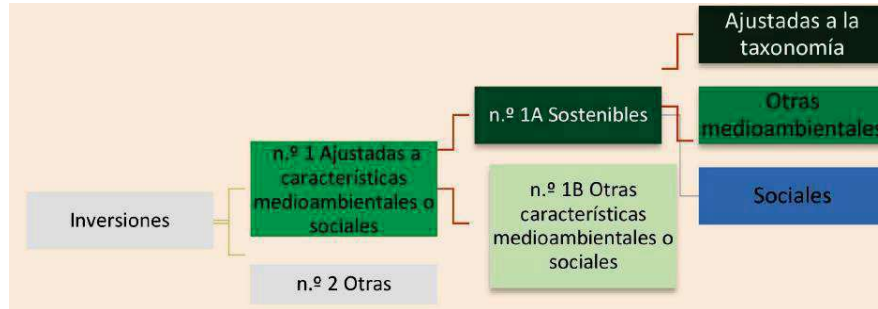 Inversiones
n.º 1 Ajustadas a
características
medioambientales o
sociales
n.º 2 Otras
n.º 1A Sostenibles
n.º 1B Otras
características
medioambientales o
sociales
Ajustadas a la
taxonomía
Otras
medioambientales
Sociales